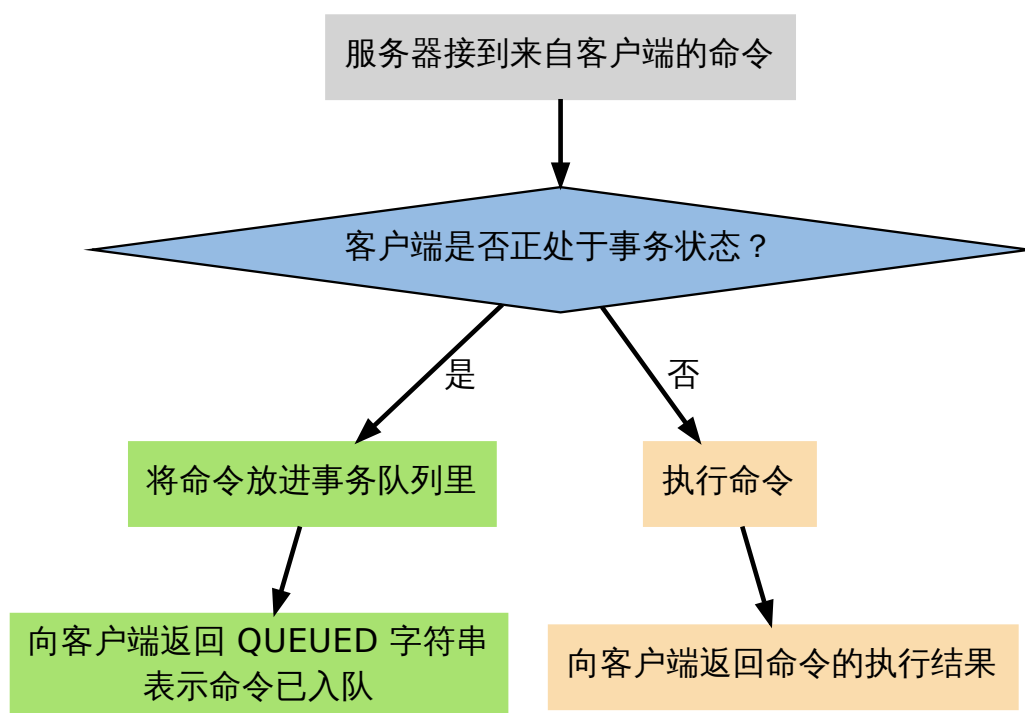 服务器接到来自客户端的命令
客户端是否正处于事务状态？
是
否
将命令放进事务队列里
执行命令
向客户端返回 QUEUED 字符串
表示命令已入队
向客户端返回命令的执行结果